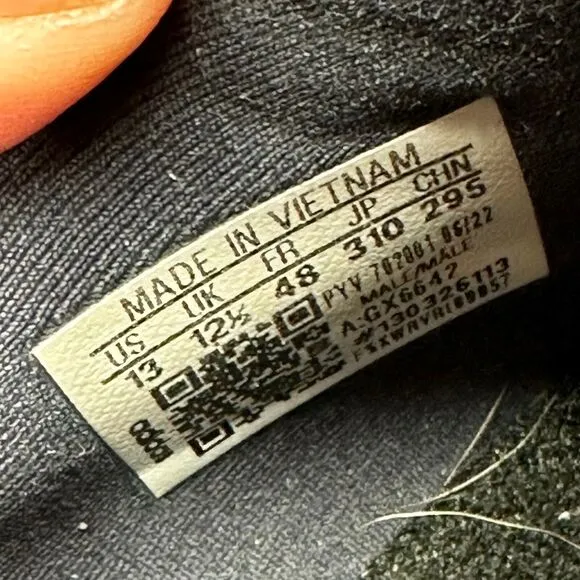 MADE IN VIETNAM
US UK FR JP CHN
13 12½ 48 310 295
PYV 702001 06/22
MALE/MALE
A:GX6647
#130326113